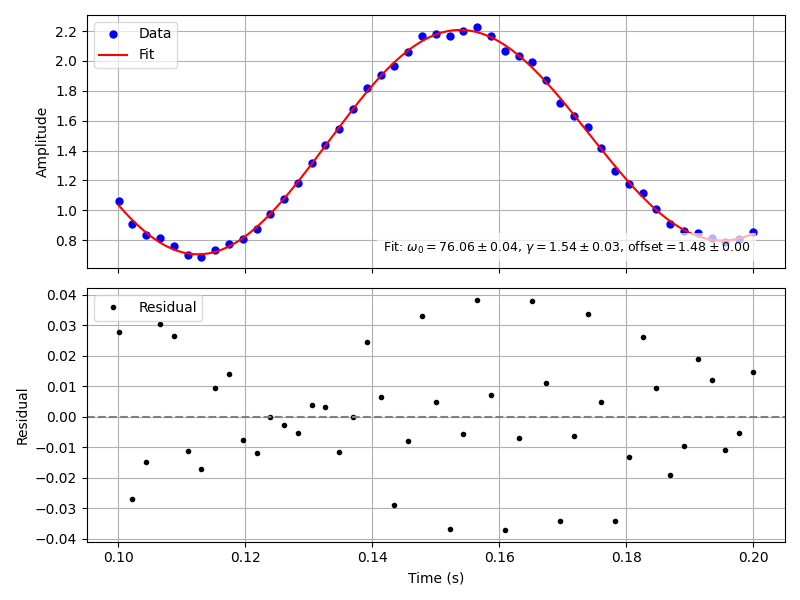 2.2
2.0
1.8
1.6
1.4
1.2
1.0
0.8
Amplitude
Data
Fit
Fit: ω₀ = 76.06 ± 0.04, γ = 1.54 ± 0.03, offset = 1.48 ± 0.00
0.04
0.03
0.02
0.01
0.00
−0.01
−0.02
−0.03
−0.04
Residual
Residual
0.10 0.12 0.14 0.16 0.18 0.20
Time (s)